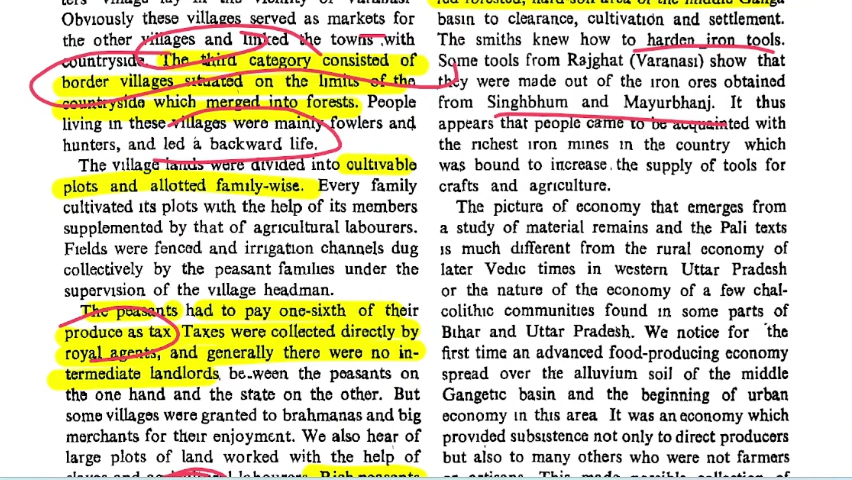 Obviously these villages served as markets for
the other villages and linked the towns with
countryside. The third category consisted of
border villages situated on the limits of the
countryside which merged into forests. People
living in these villages were mainly fowlers and
hunters, and led a backward life.
The village lands were divided into cultivable
plots and allotted family-wise. Every family
cultivated its plots with the help of its members
supplemented by that of agricultural labourers.
Fields were fenced and irrigation channels dug
collectively by the peasant families under the
supervision of the village headman.
The peasants had to pay one-sixth of their
produce as tax Taxes were collected directly by
royal agents, and generally there were no in-
termediate landlords, be.ween the peasants on
the one hand and the state on the other. But
some villages were granted to brahmanas and big
merchants for their enjoyment. We also hear of
large plots of land worked with the help of
labourers. Rich peasants
basin to clearance, cultivation and settlement.
The smiths knew how to harden iron tools.
Some tools from Rajghat (Varanasi) show that
they were made out of the iron ores obtained
from Singhbhum and Mayurbhanj. It thus
appears that people came to be acquainted with
the richest iron mines in the country which
was bound to increase the supply of tools for
crafts and agriculture.
The picture of economy that emerges from
a study of material remains and the Pali texts
is much different from the rural economy of
later Vedic times in western Uttar Pradesh
or the nature of the economy of a few chal-
colithic communities found in some parts of
Bihar and Uttar Pradesh. We notice for the
first time an advanced food-producing economy
spread over the alluvium soil of the middle
Gangetic basin and the beginning of urban
economy in this area It was an economy which
provided subsistence not only to direct producers
but also to many others who were not farmers
or artisans. This made possible collection of